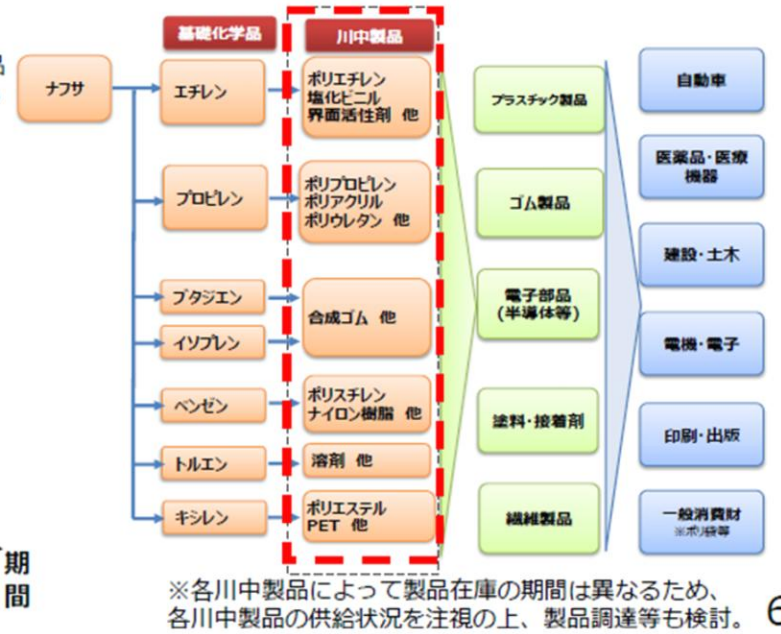 品
ナフサ
基礎化学品
川中製品
エチレン
ポリエチレン
塩化ビニル
界面活性剤 他
プロピレン
ポリプロピレン
ポリアクリル
ポリウレタン 他
ブタジエン
イソプレン
合成ゴム 他
ベンゼン
ポリスチレン
ナイロン樹脂 他
トルエン
溶剤 他
キシレン
ポリエステル
PET 他
プラスチック製品
ゴム製品
電子部品
(半導体等)
塗料・接着剤
繊維製品
自動車
医薬品・医療
機器
建設・土木
電機・電子
印刷・出版
一般消費財
※ポリ袋等
期
間
※各川中製品によって製品在庫の期間は異なるため、
各川中製品の供給状況を注視の上、製品調達等も検討。
6